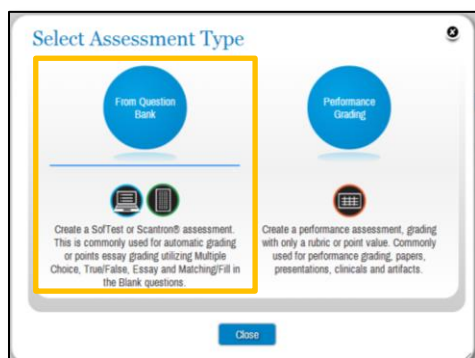 Select Assessment Type
From Question
Bank
Create a SofTest or Scantron® assessment.
This is commonly used for automatic grading
or points essay grading utilizing Multiple
Choice, True/False, Essay and Matching/Fill in
the Blank questions.
Performance
Grading
Create a performance assessment, grading
with only a rubric or point value. Commonly
used for performance grading, papers,
presentations, clinicals and artifacts.
Close